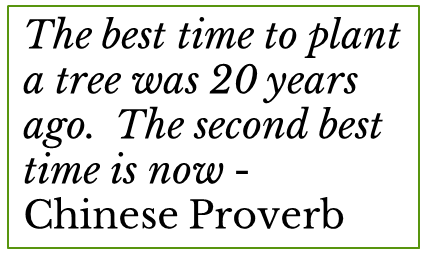 The best time to plant
a tree was 20 years
ago.  The second best
time is now -
Chinese Proverb